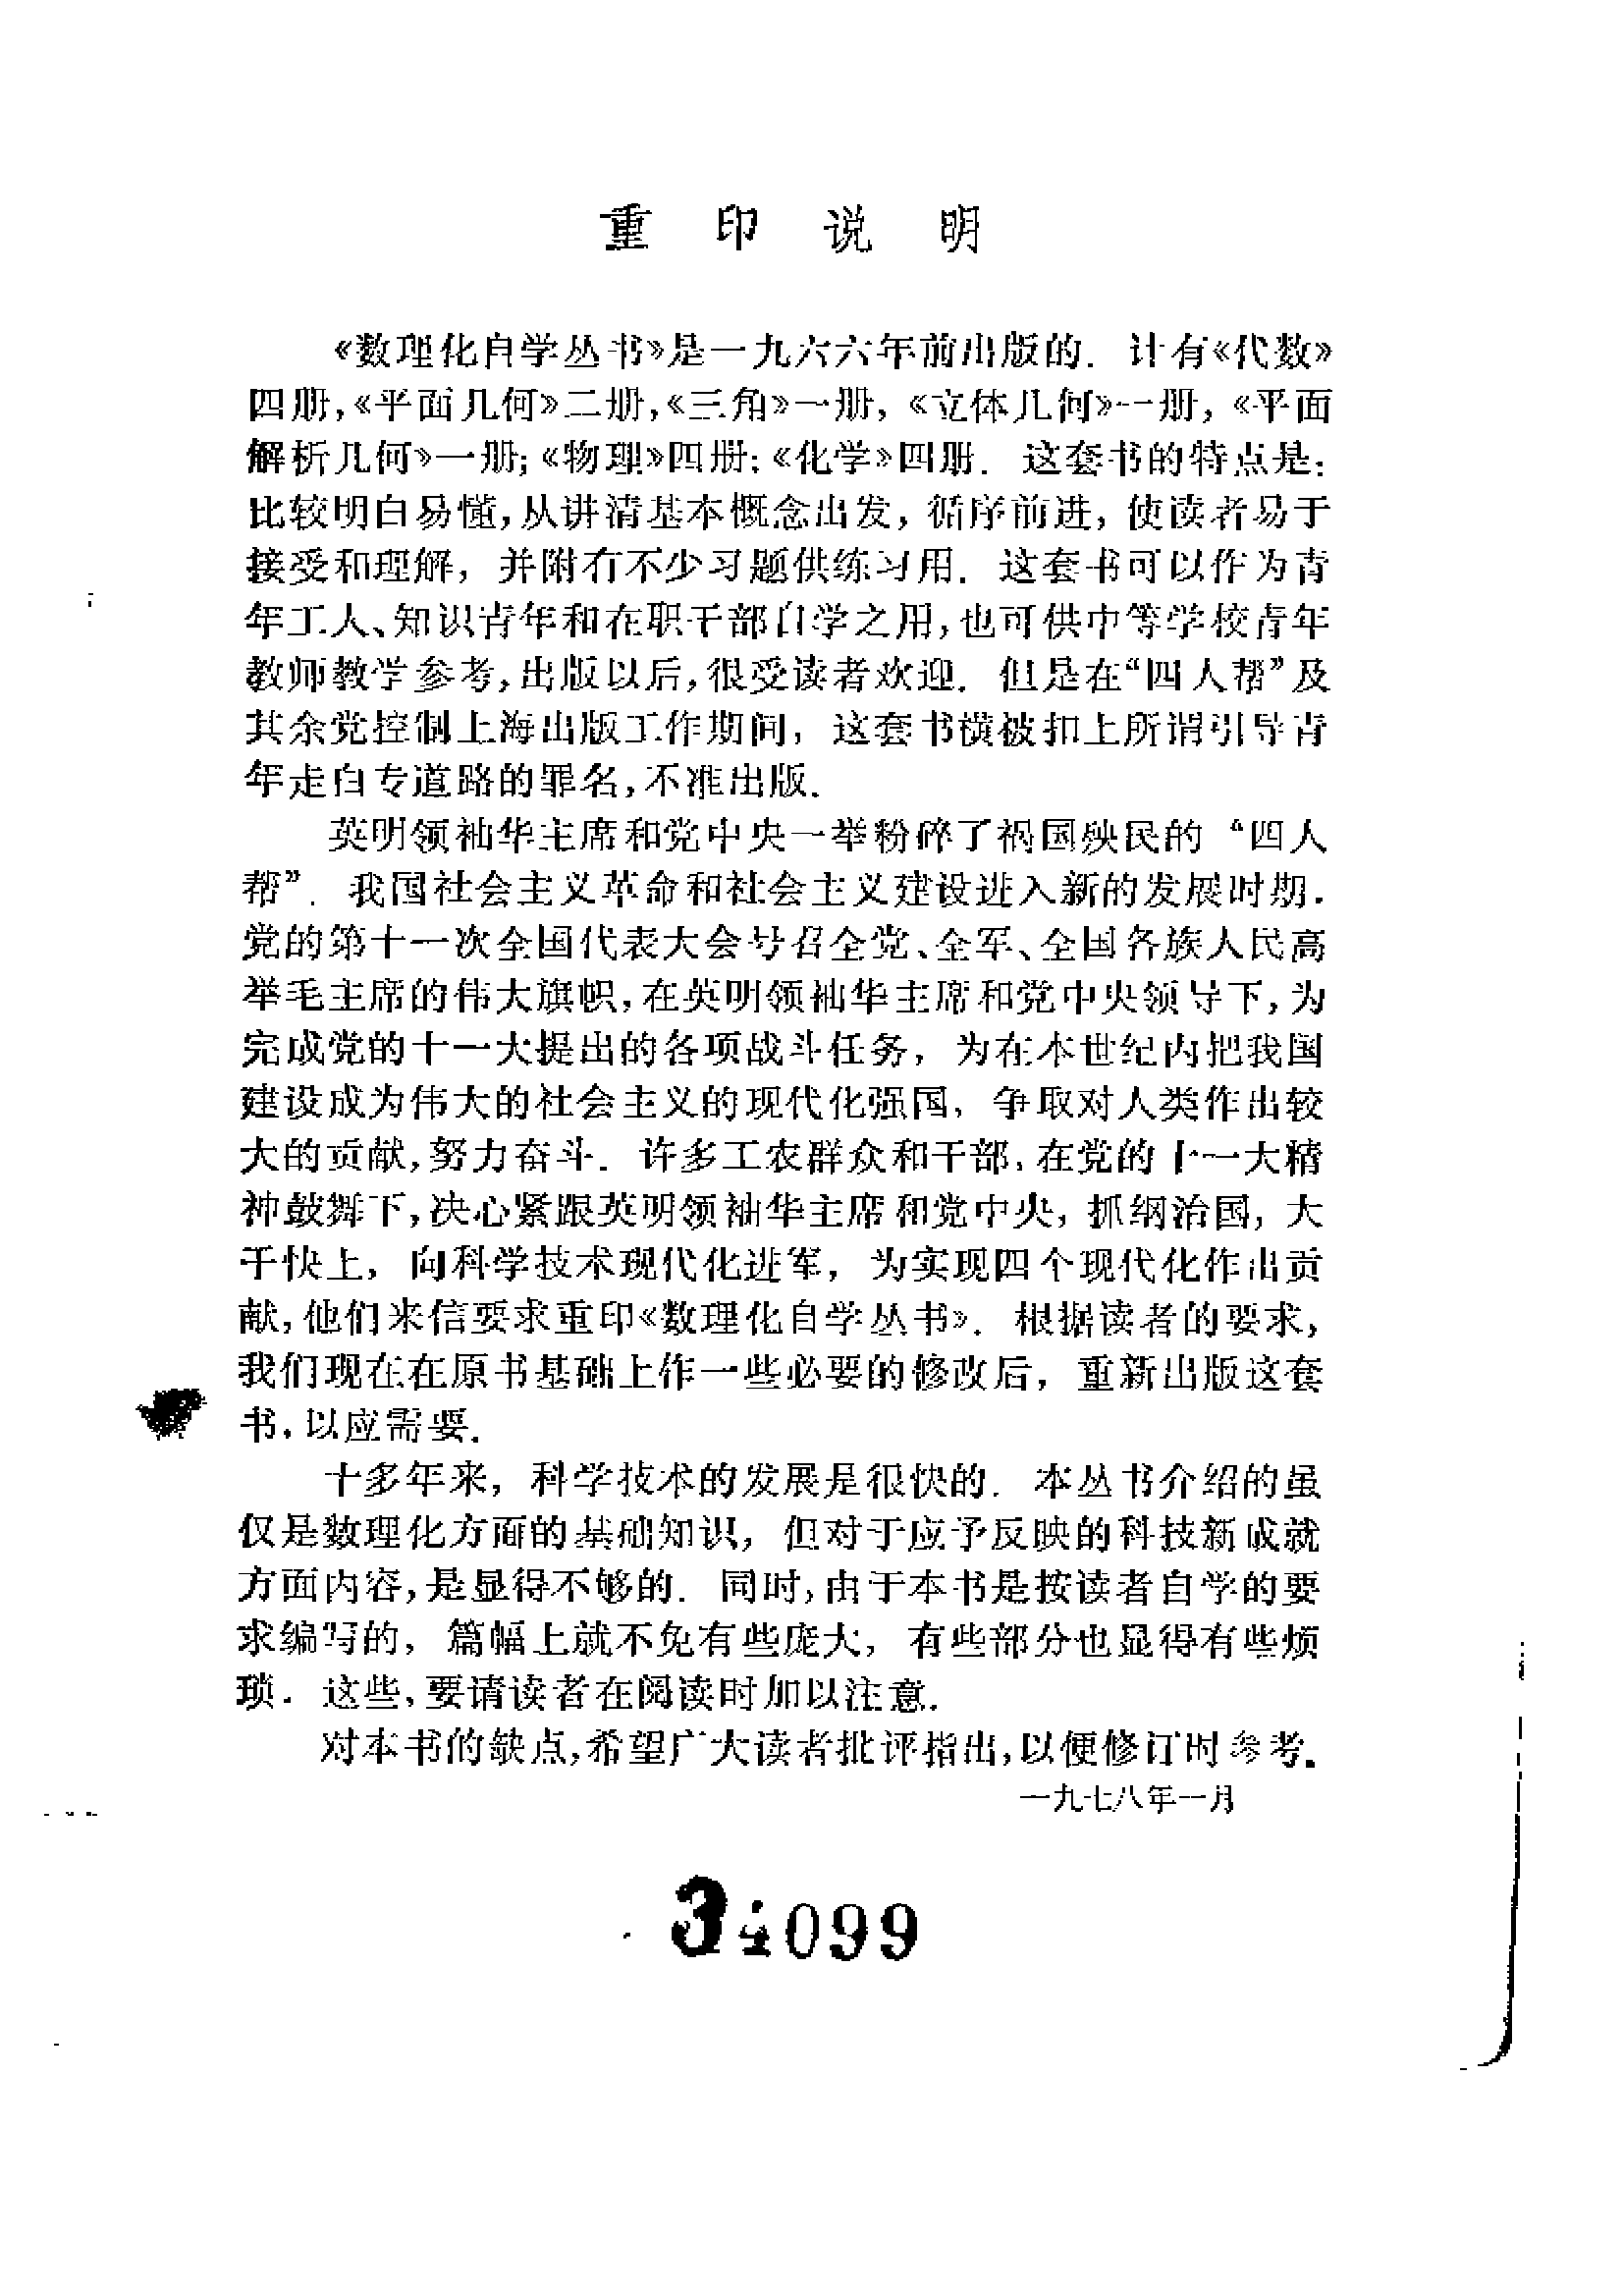 重印说明
《数理化自学丛书》是一九六六年前出版的． 计有《代数》
四册,《平面几何》二册,《三角》一册, 《立体几何》一册, 《平面
解析几何》一册; 《物理》四册; 《化学》四册． 这套书的特点是:
比较明白易懂,从讲清基本概念出发, 循序前进, 使读者易于
接受和理解, 并附有不少习题供练习用． 这套书可以作为青
年工人、知识青年和在职干部自学之用,也可供中等学校青年
教师教学参考,出版以后,很受读者欢迎． 但是在“四人帮”及
其余党控制上海出版工作期间, 这套书横被扣上所谓引导青
年走白专道路的罪名,不准出版．
英明领袖华主席和党中央一举粉碎了祸国殃民的 “四人
帮”． 我国社会主义革命和社会主义建设进入新的发展时期．
党的第十一次全国代表大会号召全党、全军、全国各族人民高
举毛主席的伟大旗帜,在英明领袖华主席和党中央领导下,为
完成党的十一大提出的各项战斗任务, 为在本世纪内把我国
建设成为伟大的社会主义的现代化强国, 争取对人类作出较
大的贡献,努力奋斗． 许多工农群众和干部,在党的十一大精
神鼓舞下,决心紧跟英明领袖华主席和党中央, 抓纲治国, 大
干快上, 向科学技术现代化进军, 为实现四个现代化作出贡
献,他们来信要求重印《数理化自学丛书》． 根据读者的要求,
我们现在在原书基础上作一些必要的修改后, 重新出版这套
书,以应需要．
十多年来, 科学技术的发展是很快的． 本丛书介绍的虽
仅是数理化方面的基础知识, 但对于应予反映的科技新成就
方面内容,是显得不够的． 同时,由于本书是按读者自学的要
求编写的, 篇幅上就不免有些庞大, 有些部分也显得有些烦
琐． 这些,要请读者在阅读时加以注意．
对本书的缺点,希望广大读者批评指出,以便修订时参考．
一九七八年一月
34099